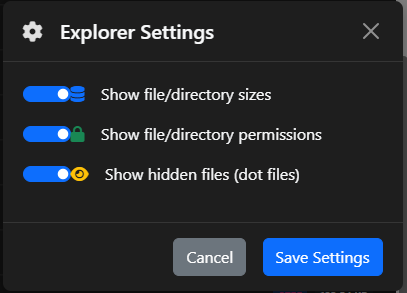 Explorer Settings
Show file/directory sizes
Show file/directory permissions
Show hidden files (dot files)
Cancel
Save Settings